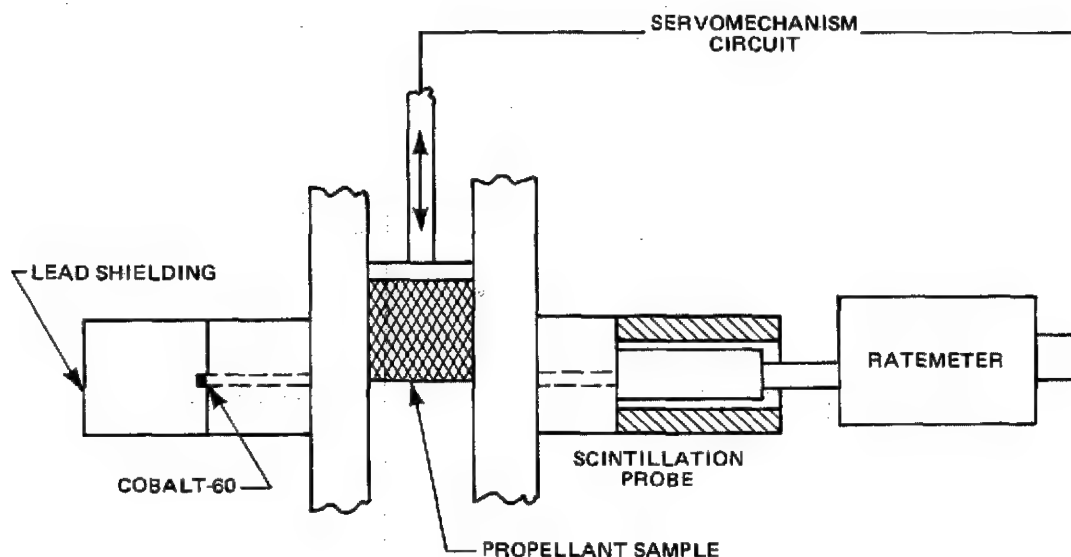 SERVOMECHANISM
CIRCUIT
LEAD SHIELDING
RATEMETER
SCINTILLATION
PROBE
COBALT-60
PROPELLANT SAMPLE